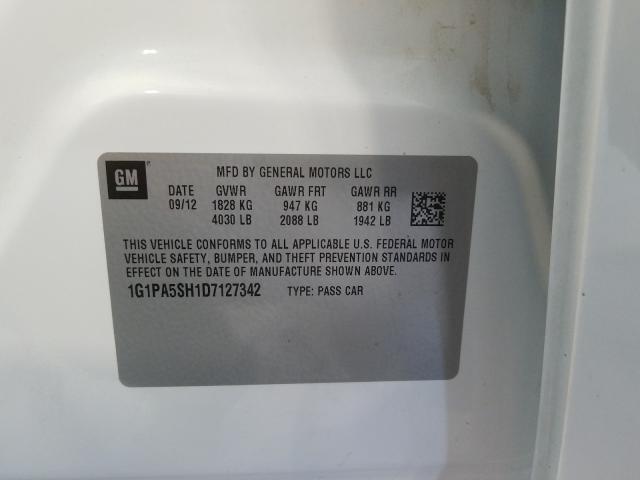 GM
MFD BY GENERAL MOTORS LLC
DATE GVWR GAWR FRT GAWR RR
09/12 1828 KG 947 KG 881 KG
4030 LB 2088 LB 1942 LB
THIS VEHICLE CONFORMS TO ALL APPLICABLE U.S. FEDERAL MOTOR
VEHICLE SAFETY, BUMPER, AND THEFT PREVENTION STANDARDS IN
EFFECT ON THE DATE OF MANUFACTURE SHOWN ABOVE.
1G1PA5SH1D7127342 TYPE: PASS CAR